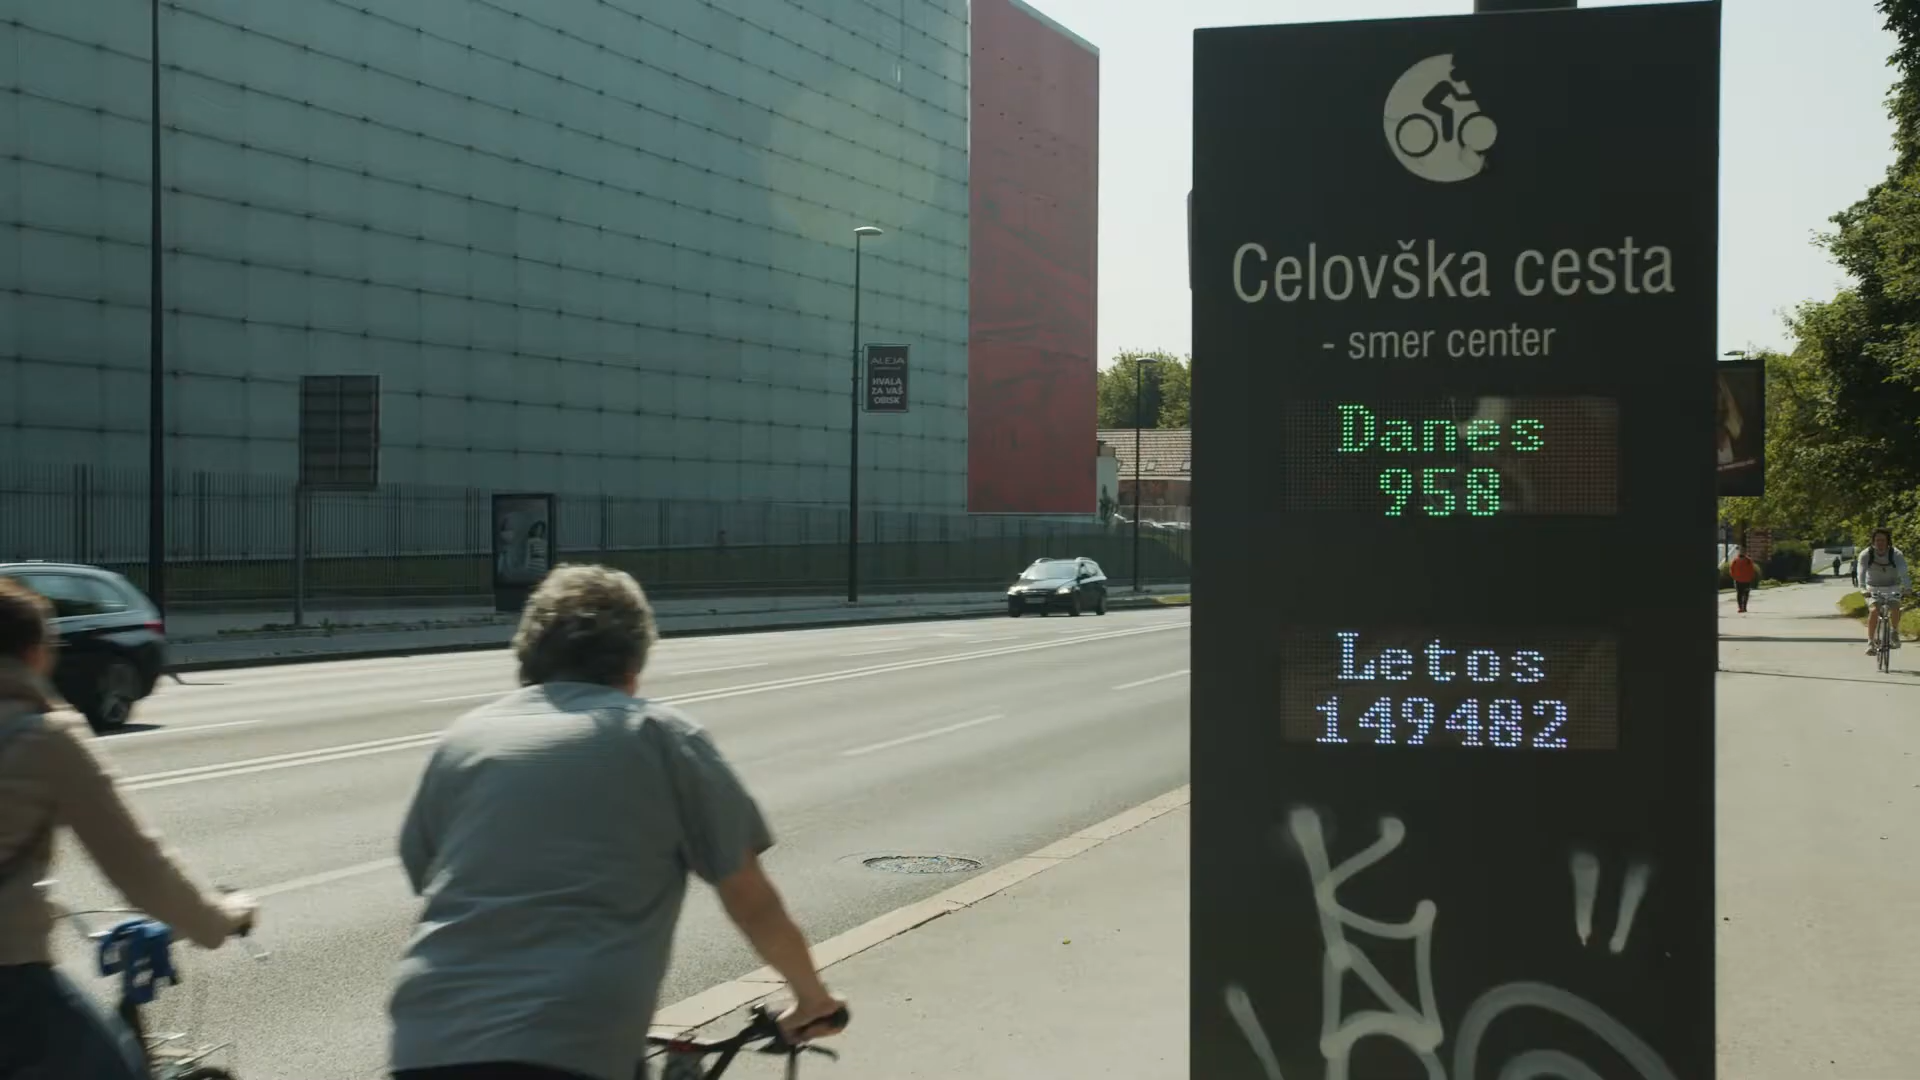 ALEJA
HVALA
ZA VAŠ
OBISK
Celovška cesta
- smer center
Danes
958
Letos
149482